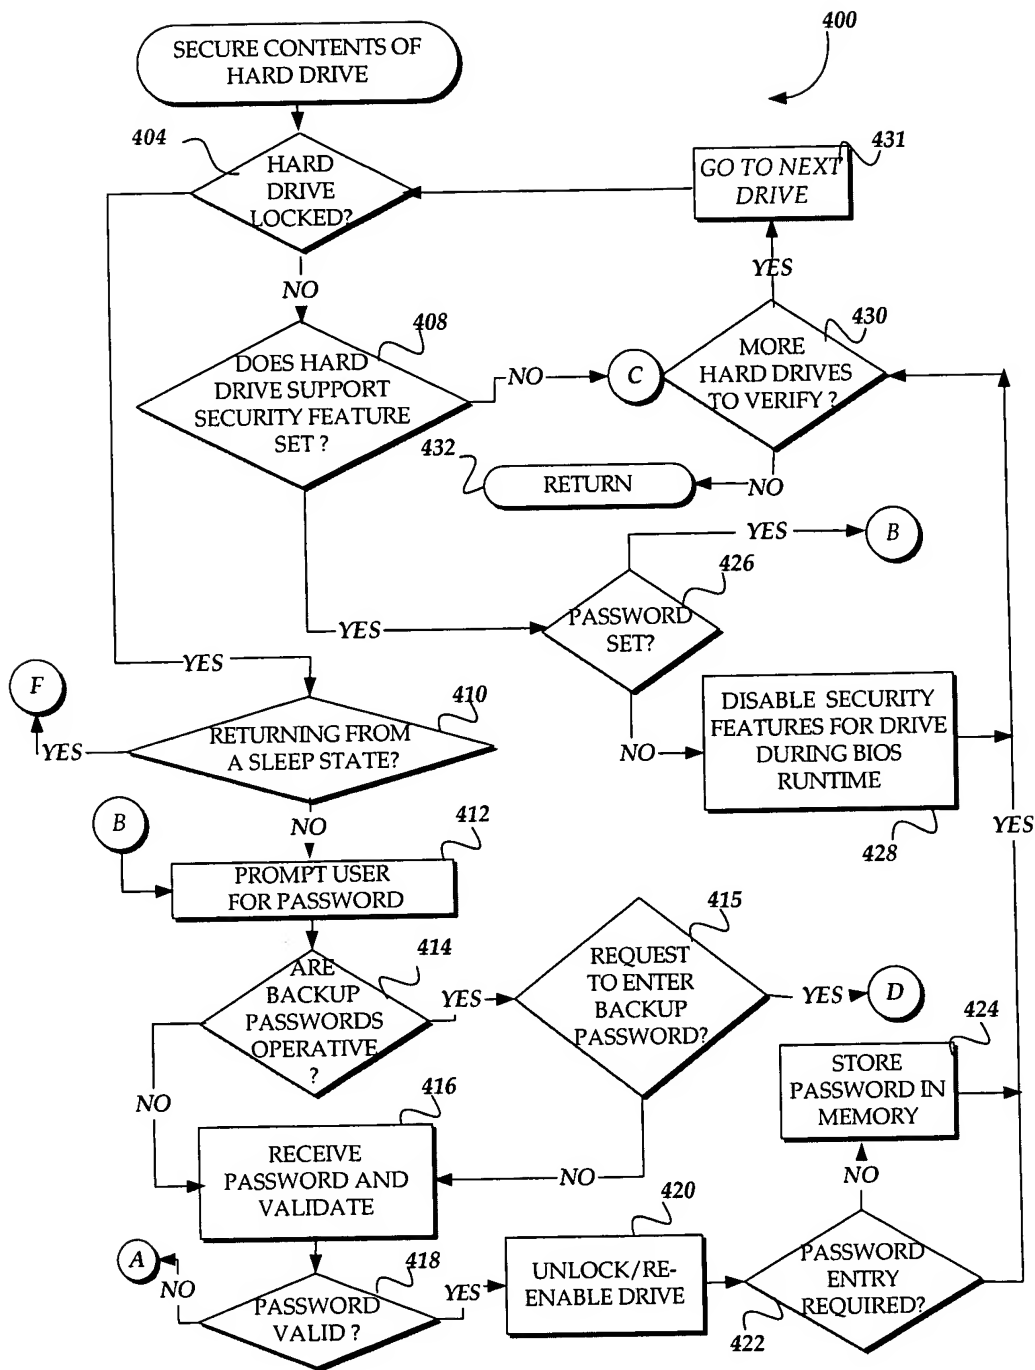 400
SECURE CONTENTS OF
HARD DRIVE
404
HARD
DRIVE
LOCKED?
431
GO TO NEXT
DRIVE
NO
YES
408
DOES HARD
DRIVE SUPPORT
SECURITY FEATURE
SET ?
NO
C
430
MORE
HARD DRIVES
TO VERIFY ?
432
RETURN
NO
YES
B
426
PASSWORD
SET?
YES
YES
F
410
RETURNING FROM
A SLEEP STATE?
YES
NO
DISABLE SECURITY
FEATURES FOR DRIVE
DURING BIOS
RUNTIME
428
YES
NO
B
412
PROMPT USER
FOR PASSWORD
414
ARE
BACKUP
PASSWORDS
OPERATIVE
?
YES
415
REQUEST
TO ENTER
BACKUP
PASSWORD?
YES
D
424
STORE
PASSWORD IN
MEMORY
NO
416
RECEIVE
PASSWORD AND
VALIDATE
NO
NO
A
NO
418
PASSWORD
VALID ?
YES
420
UNLOCK/RE-
ENABLE DRIVE
PASSWORD
ENTRY
REQUIRED?
422